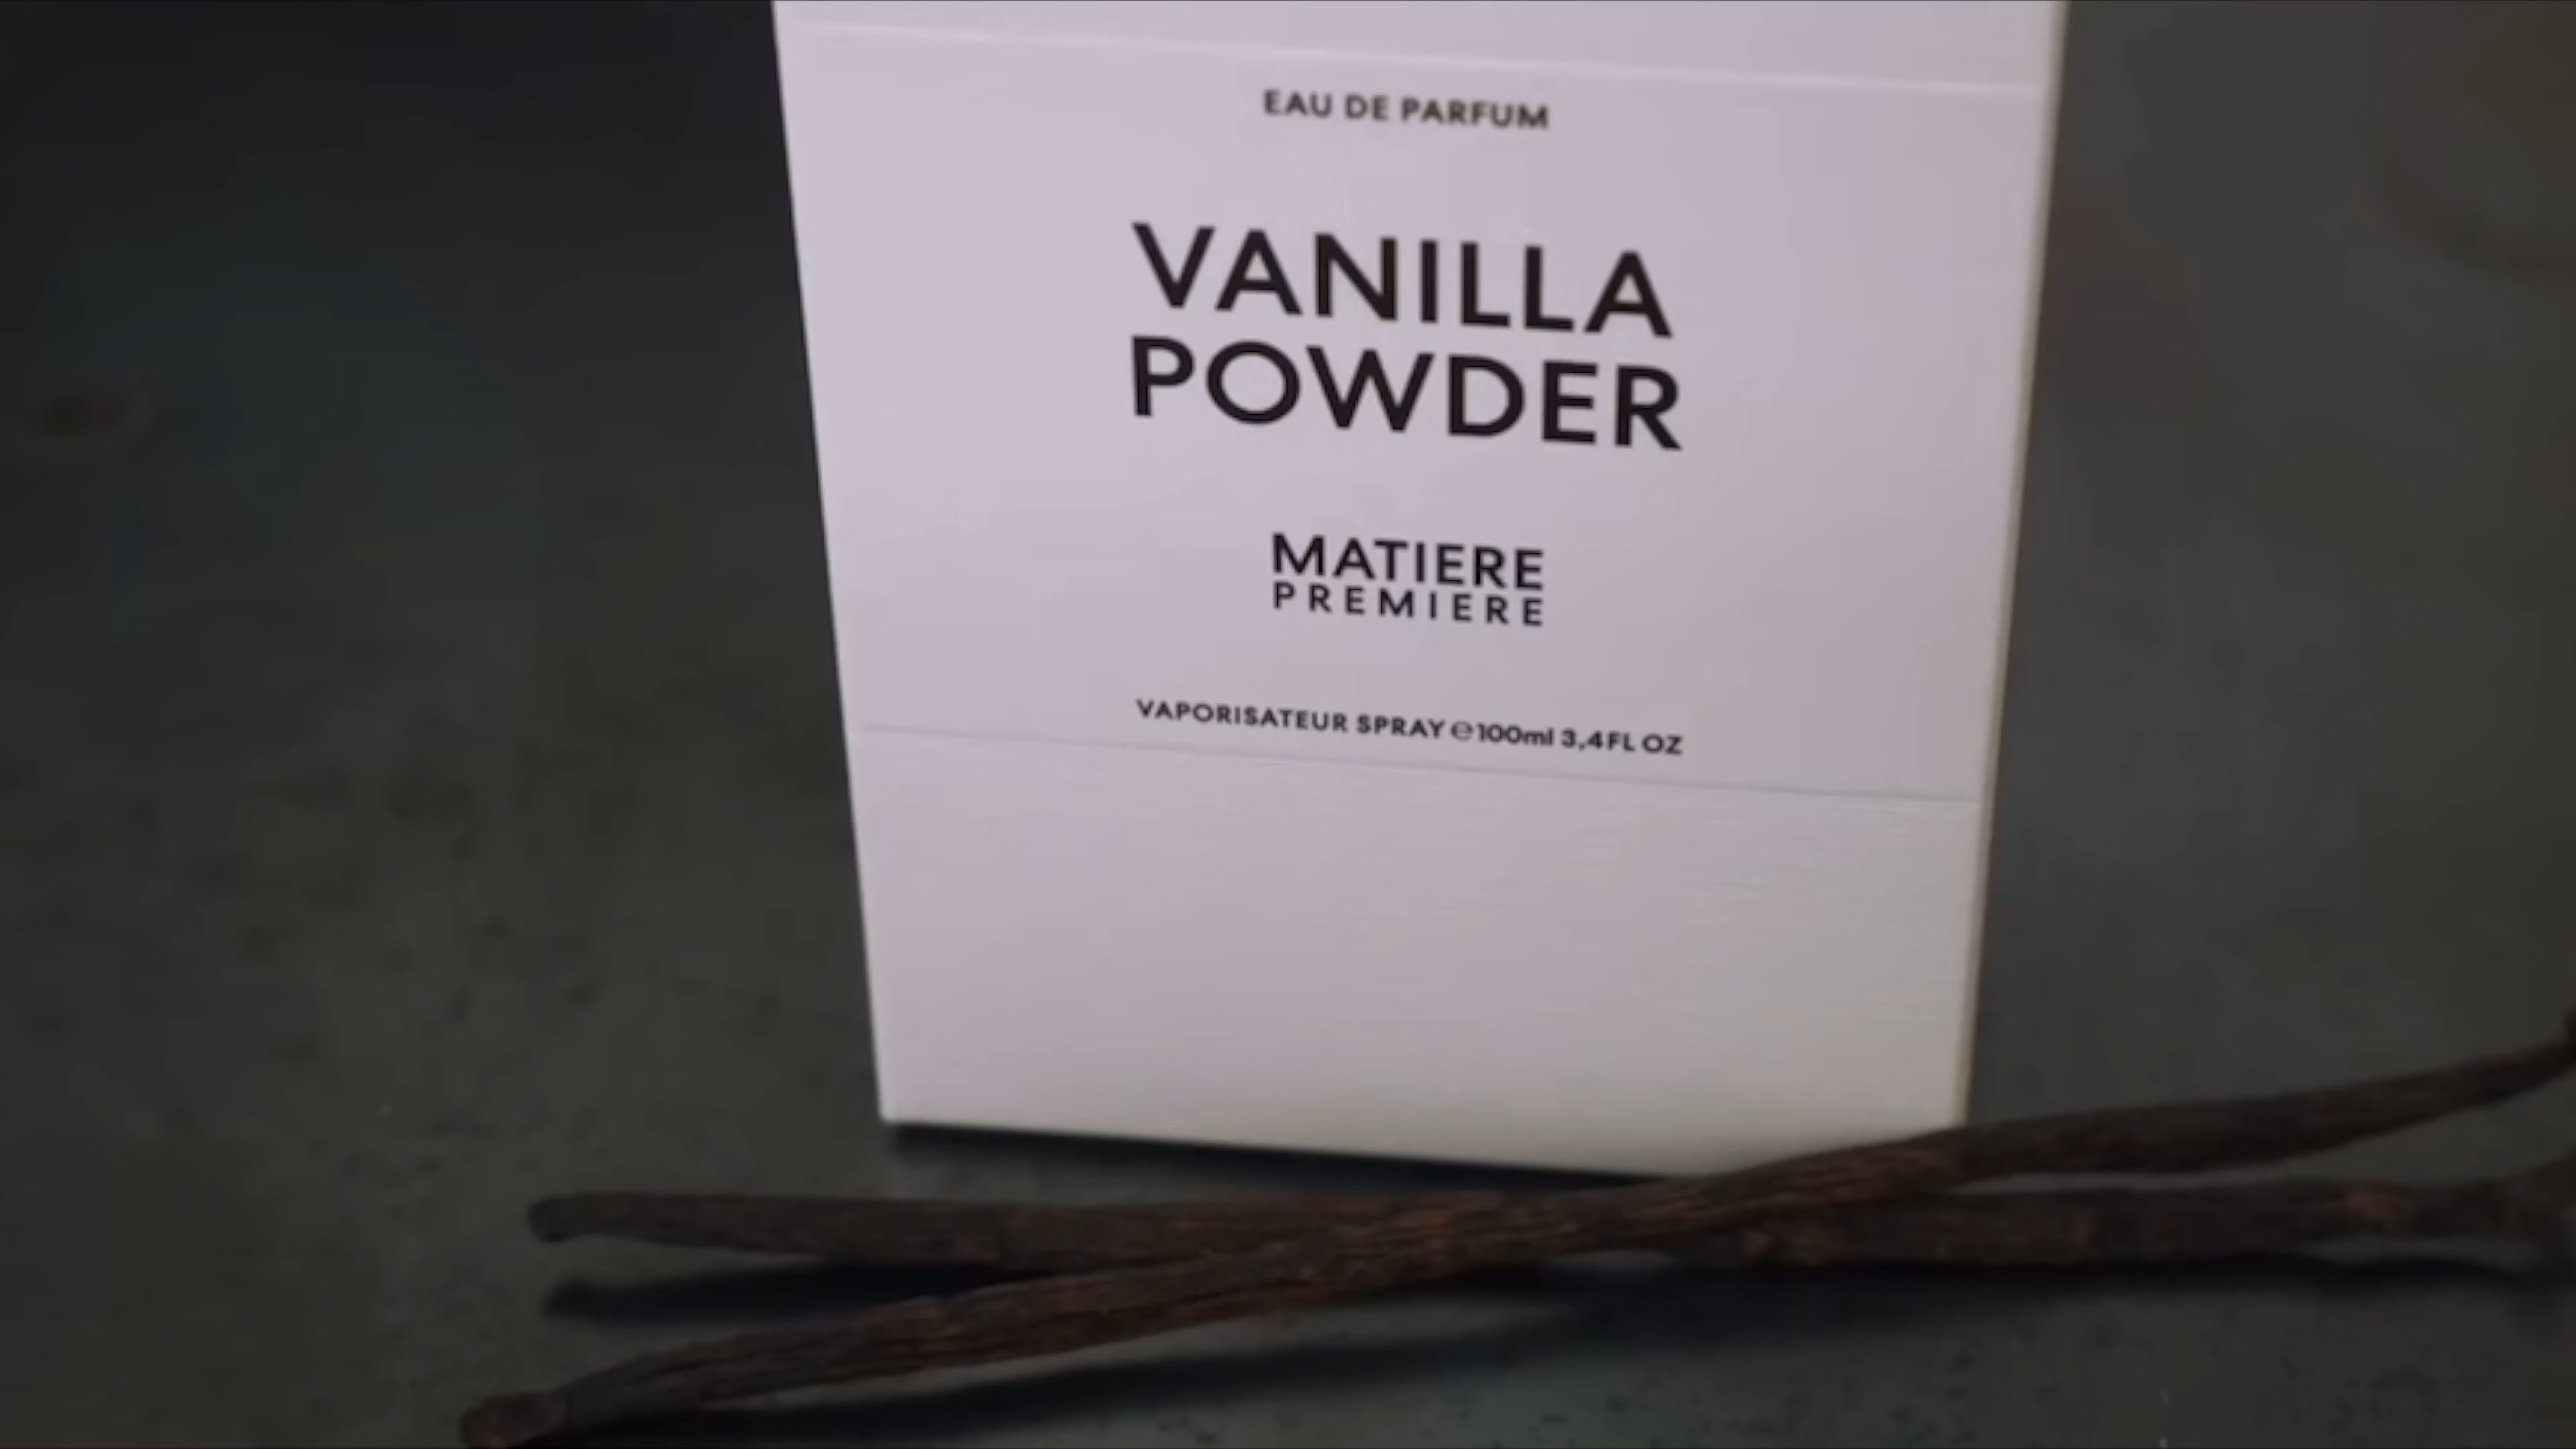 EAU DE PARFUM
VANILLA
POWDER
MATIERE
PREMIERE
VAPORISATEUR SPRAY ℮100ml 3,4FL OZ